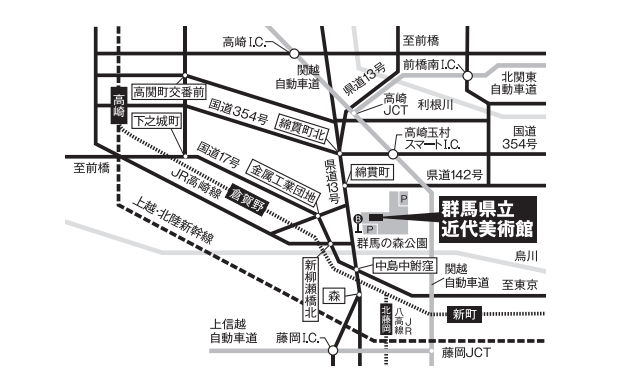 高崎I.C.
至前橋
前橋南I.C.
関越
自動車道
県道13号
北関東
自動車道
高関町交番前
高崎
国道354号
高崎
JCT
利根川
下之城町
綿貫町北
高崎玉村
スマートI.C.
国道
354号
国道17号
至前橋
JR高崎線
金属工業団地
県道
13号
綿貫町
県道142号
倉賀野
P
群馬県立
近代美術館
上越・北陸新幹線
B
P
群馬の森公園
烏川
新柳瀬橋北
中島中鮒窪
関越
自動車道
至東京
森
北藤岡
JR
八高線
新町
上信越
自動車道
藤岡I.C.
藤岡JCT